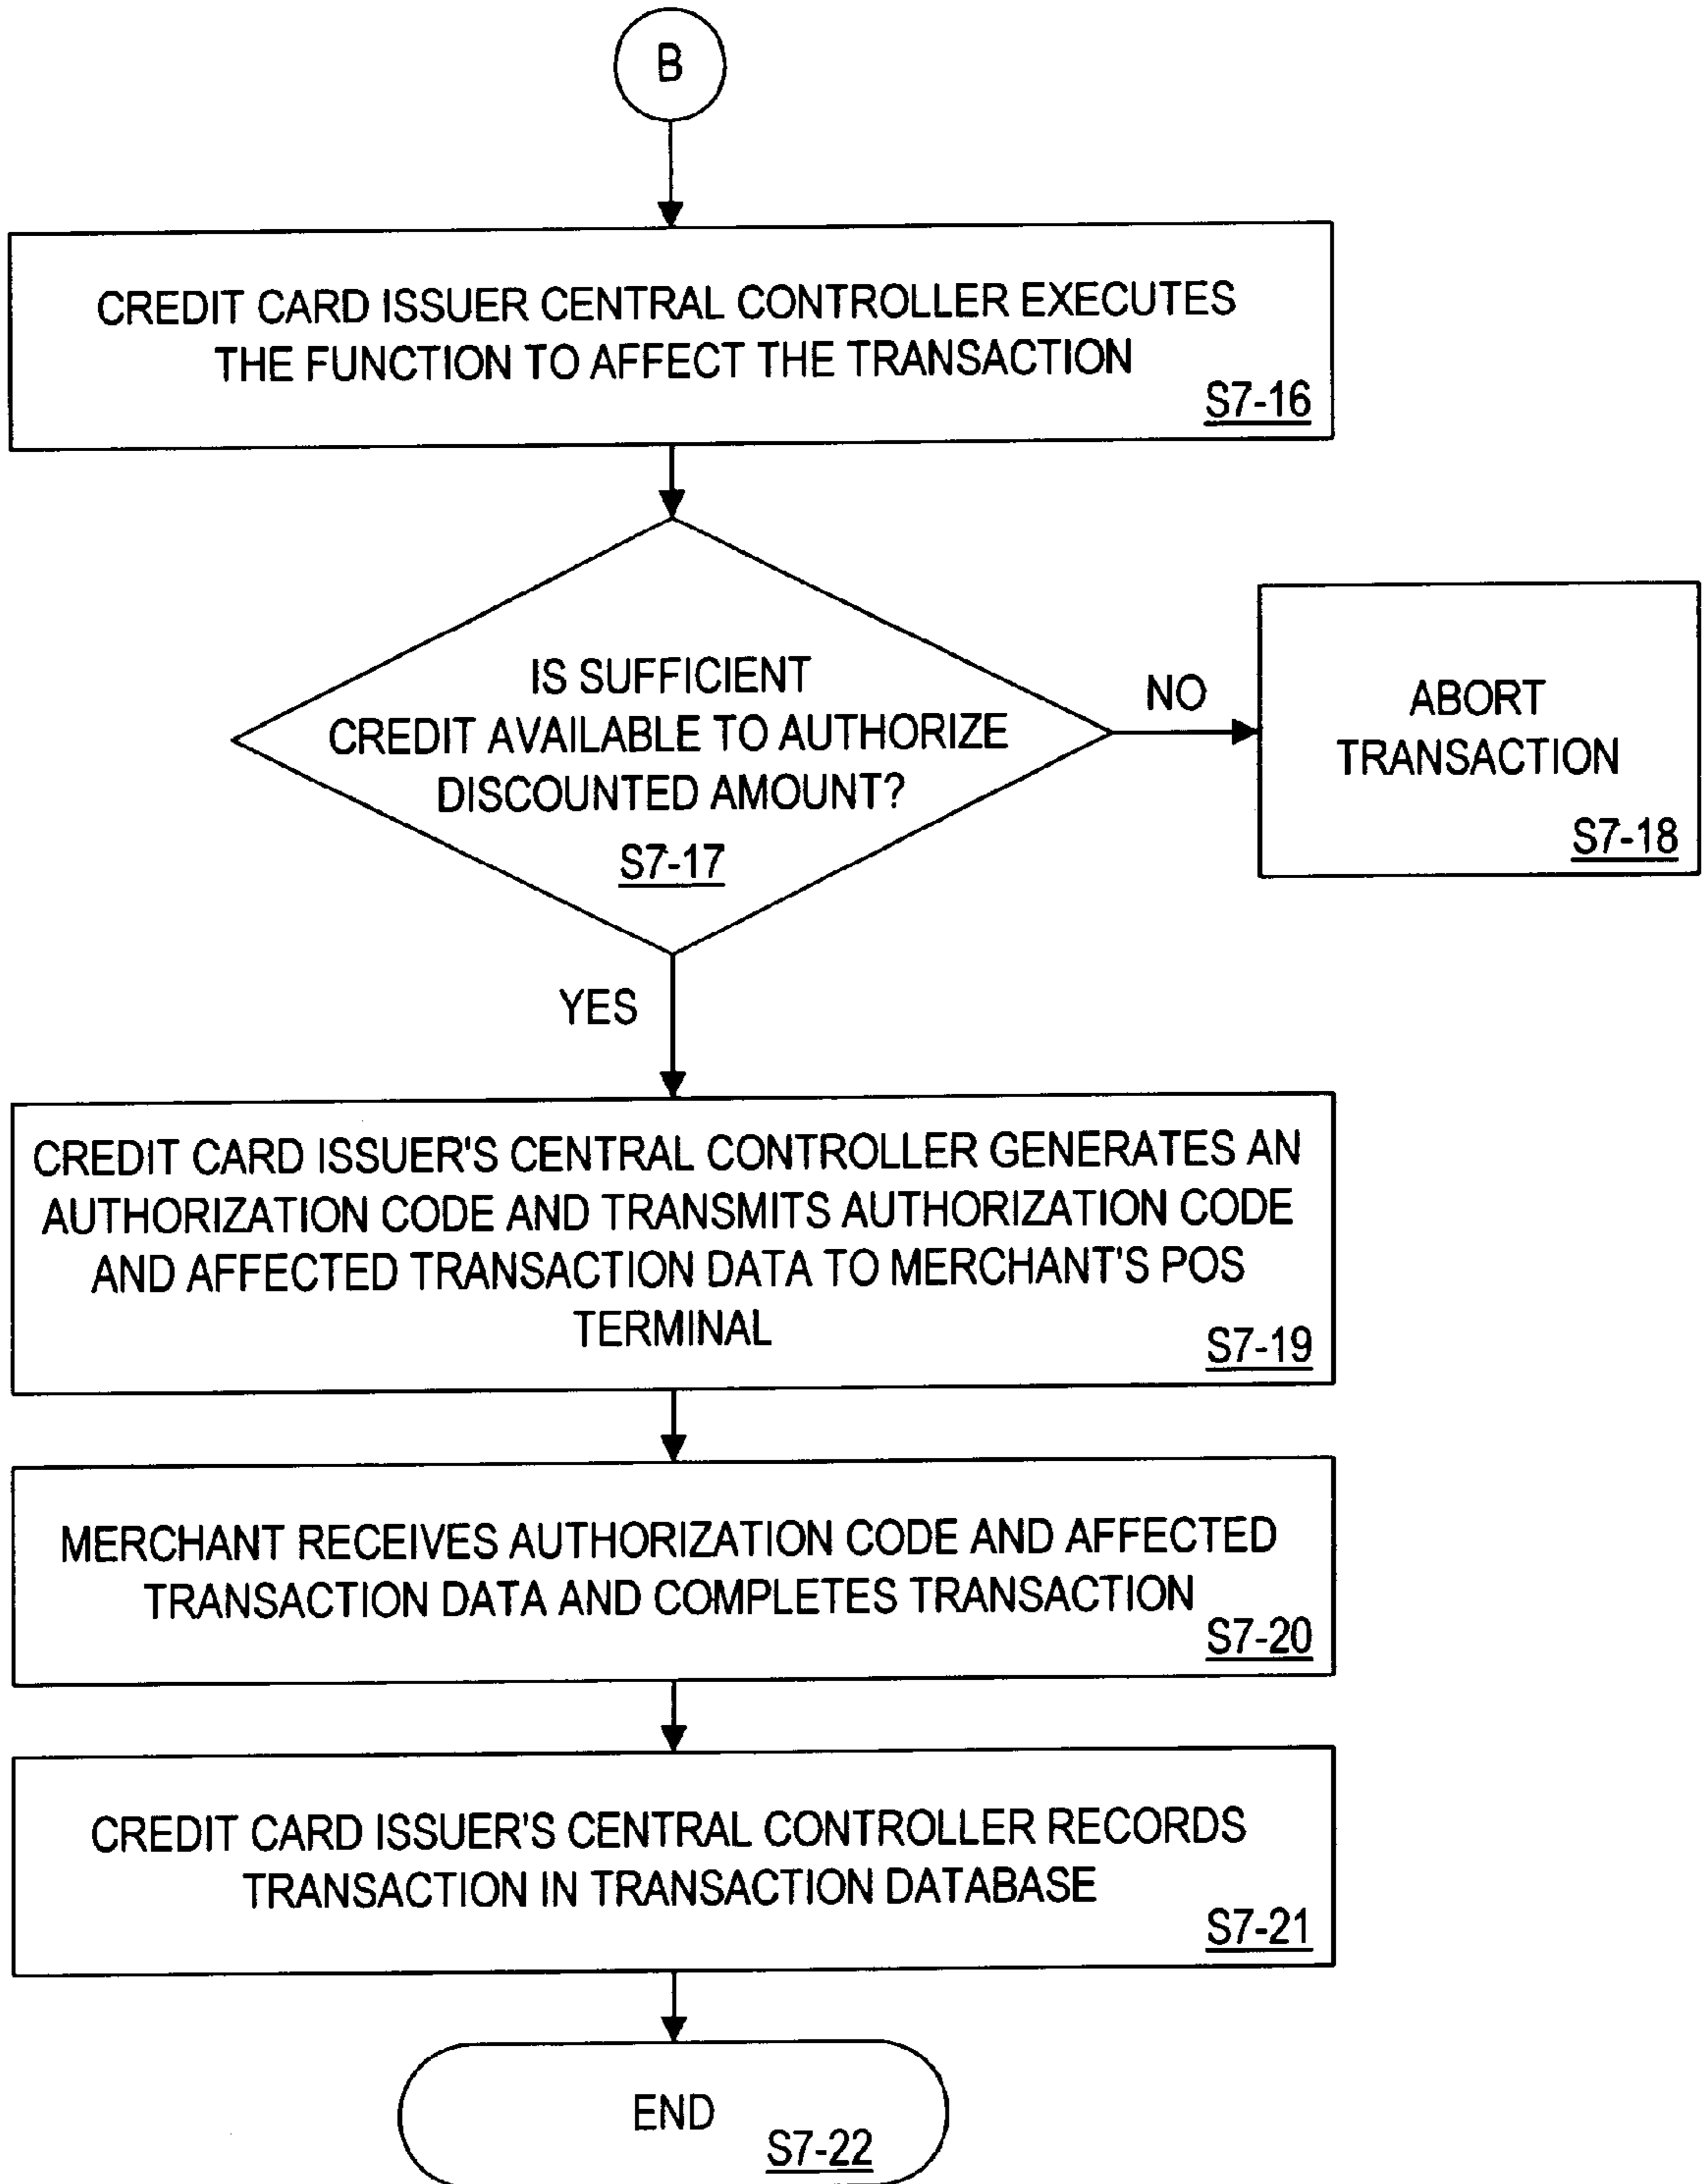 B
CREDIT CARD ISSUER CENTRAL CONTROLLER EXECUTES
THE FUNCTION TO AFFECT THE TRANSACTION
S7-16
IS SUFFICIENT
CREDIT AVAILABLE TO AUTHORIZE
DISCOUNTED AMOUNT?
S7-17
NO
ABORT
TRANSACTION
S7-18
YES
CREDIT CARD ISSUER'S CENTRAL CONTROLLER GENERATES AN
AUTHORIZATION CODE AND TRANSMITS AUTHORIZATION CODE
AND AFFECTED TRANSACTION DATA TO MERCHANT'S POS
TERMINAL
S7-19
MERCHANT RECEIVES AUTHORIZATION CODE AND AFFECTED
TRANSACTION DATA AND COMPLETES TRANSACTION
S7-20
CREDIT CARD ISSUER'S CENTRAL CONTROLLER RECORDS
TRANSACTION IN TRANSACTION DATABASE
S7-21
END
S7-22